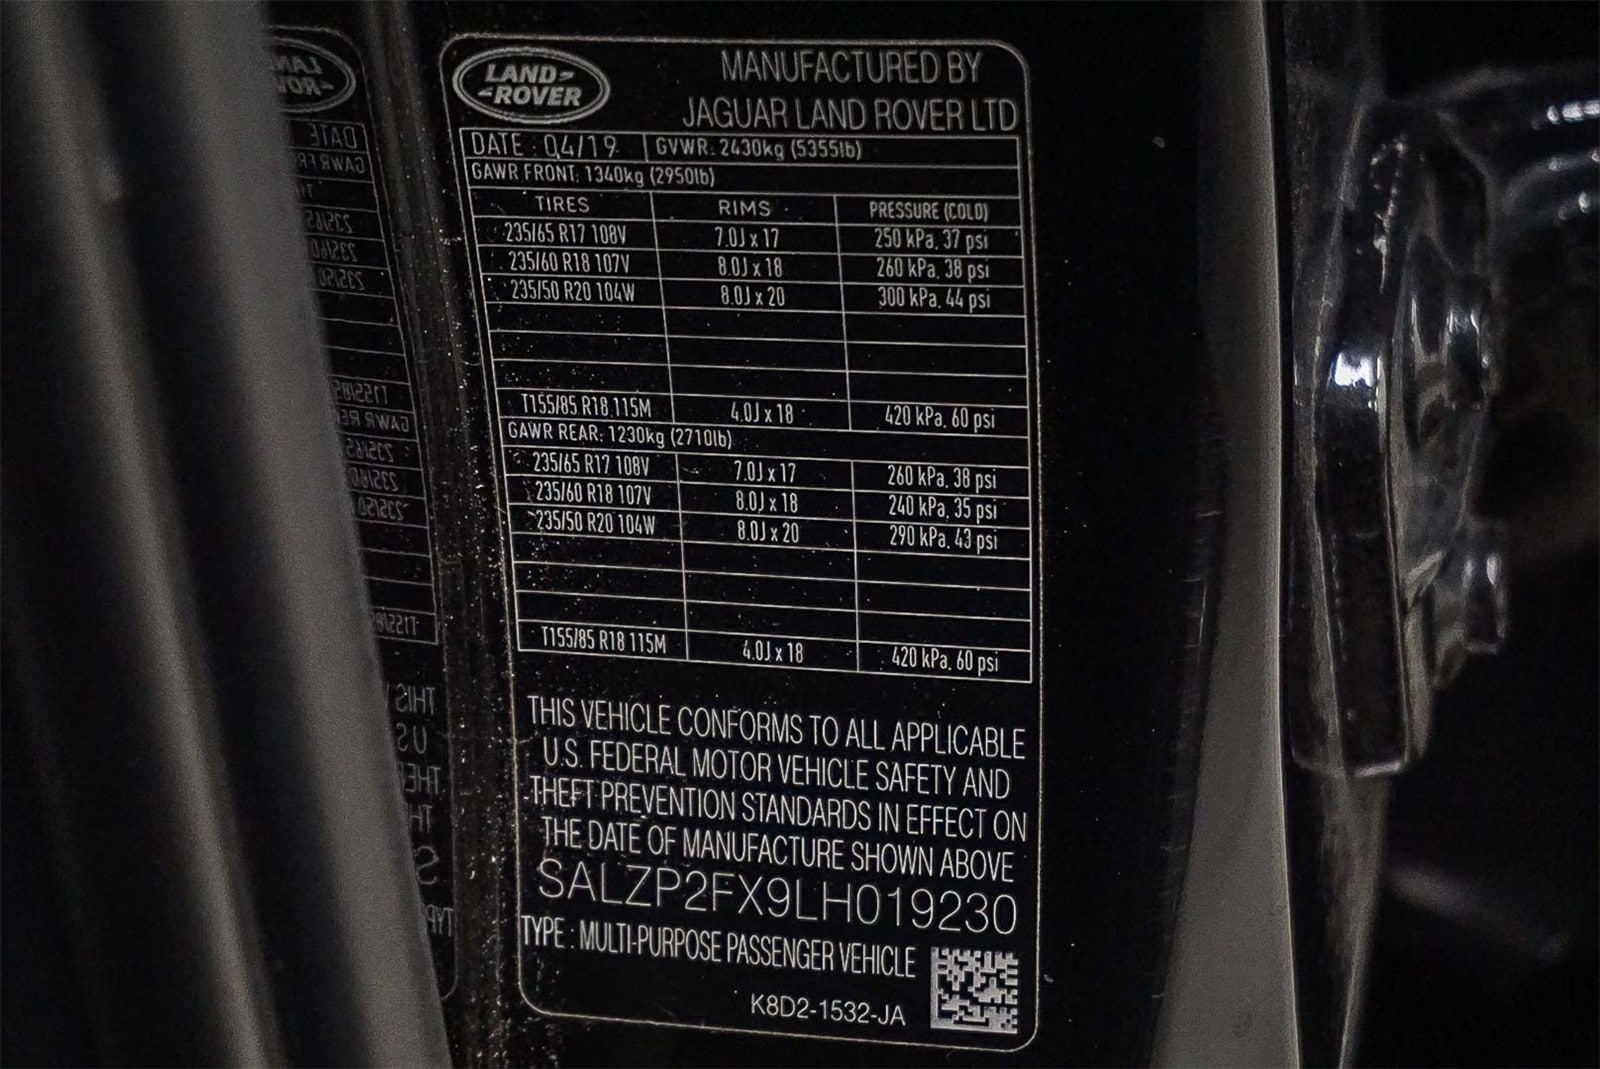 LAND-
-ROVER
MANUFACTURED BY
JAGUAR LAND ROVER LTD
DATE : 04/19 GVWR: 2430kg (5355lb)
GAWR FRONT: 1340kg (2950lb)
TIRES RIMS PRESSURE (COLD)
235/65 R17 108V 7.0J x 17 250 kPa, 37 psi
235/60 R18 107V 8.0J x 18 260 kPa, 38 psi
235/50 R20 104W 8.0J x 20 300 kPa, 44 psi
T155/85 R18 115M 4.0J x 18 420 kPa, 60 psi
GAWR REAR: 1230kg (2710lb)
235/65 R17 108V 7.0J x 17 260 kPa, 38 psi
235/60 R18 107V 8.0J x 18 240 kPa, 35 psi
235/50 R20 104W 8.0J x 20 290 kPa, 43 psi
T155/85 R18 115M 4.0J x 18 420 kPa, 60 psi
THIS VEHICLE CONFORMS TO ALL APPLICABLE
U.S. FEDERAL MOTOR VEHICLE SAFETY AND
THEFT PREVENTION STANDARDS IN EFFECT ON
THE DATE OF MANUFACTURE SHOWN ABOVE
SALZP2FX9LH019230
TYPE : MULTI-PURPOSE PASSENGER VEHICLE
K8D2-1532-JA